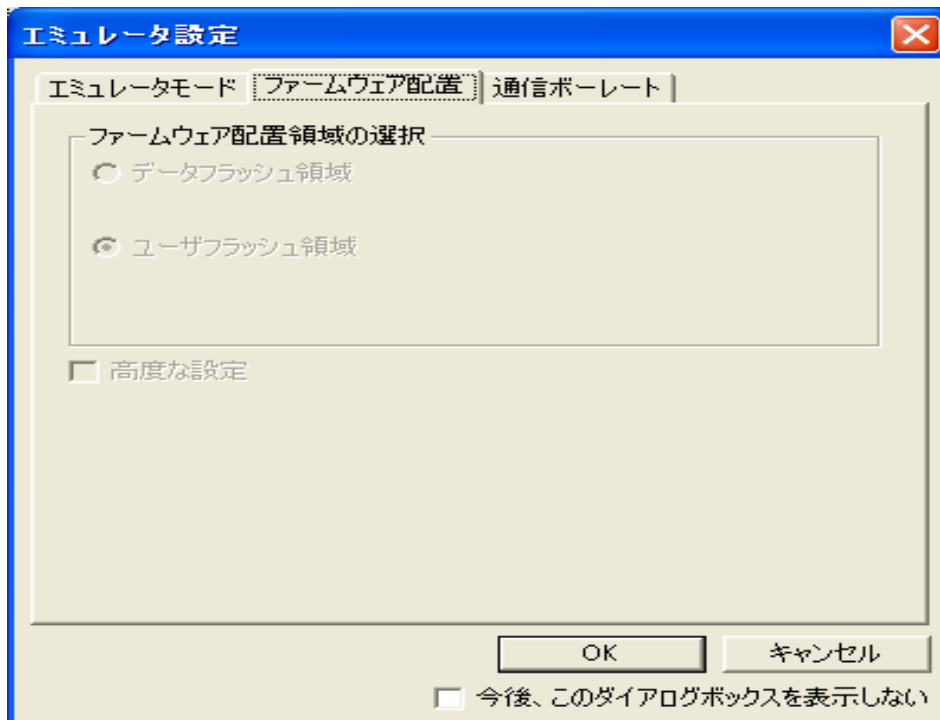 エミュレータ設定
エミュレータモード ファームウェア配置 通信ボーレート
ファームウェア配置領域の選択
データフラッシュ領域
ユーザフラッシュ領域
高度な設定
OK キャンセル
今後、このダイアログボックスを表示しない